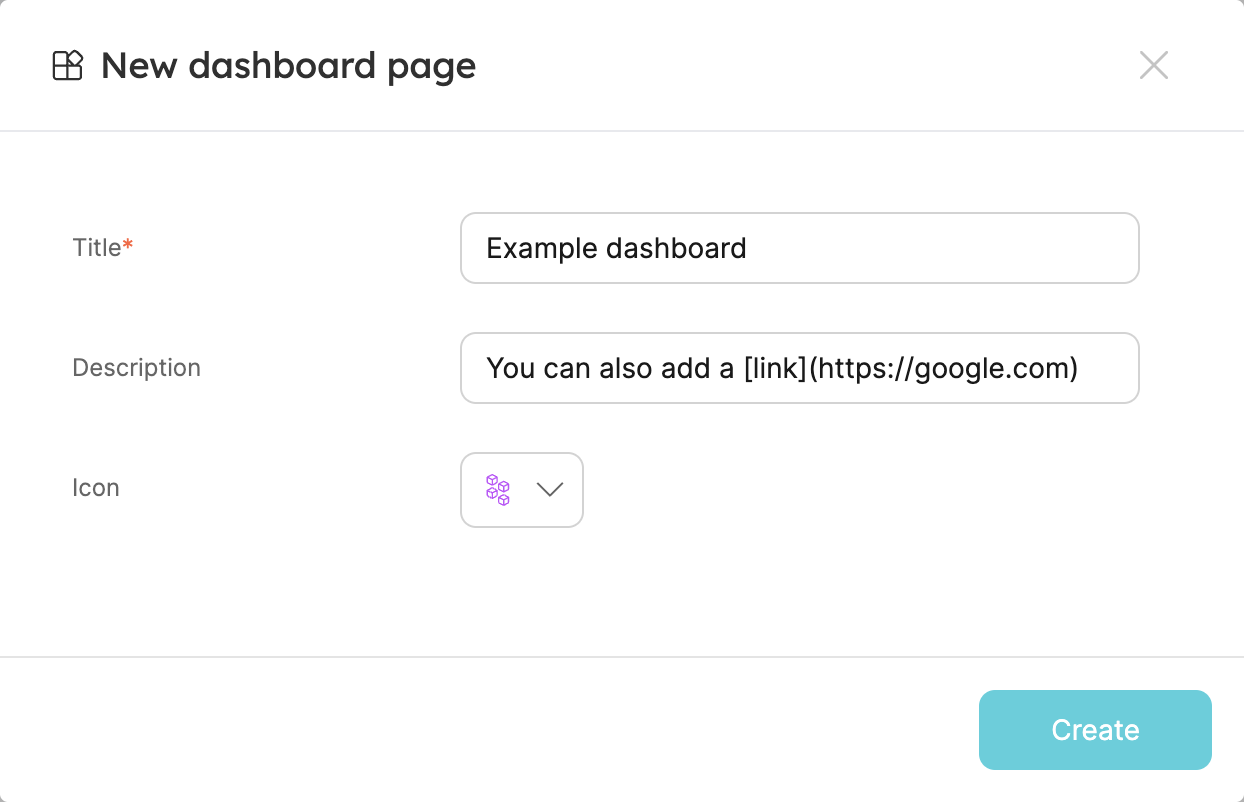 New dashboard page
Title*
Example dashboard
Description
You can also add a [link](https://google.com)
Icon
Create